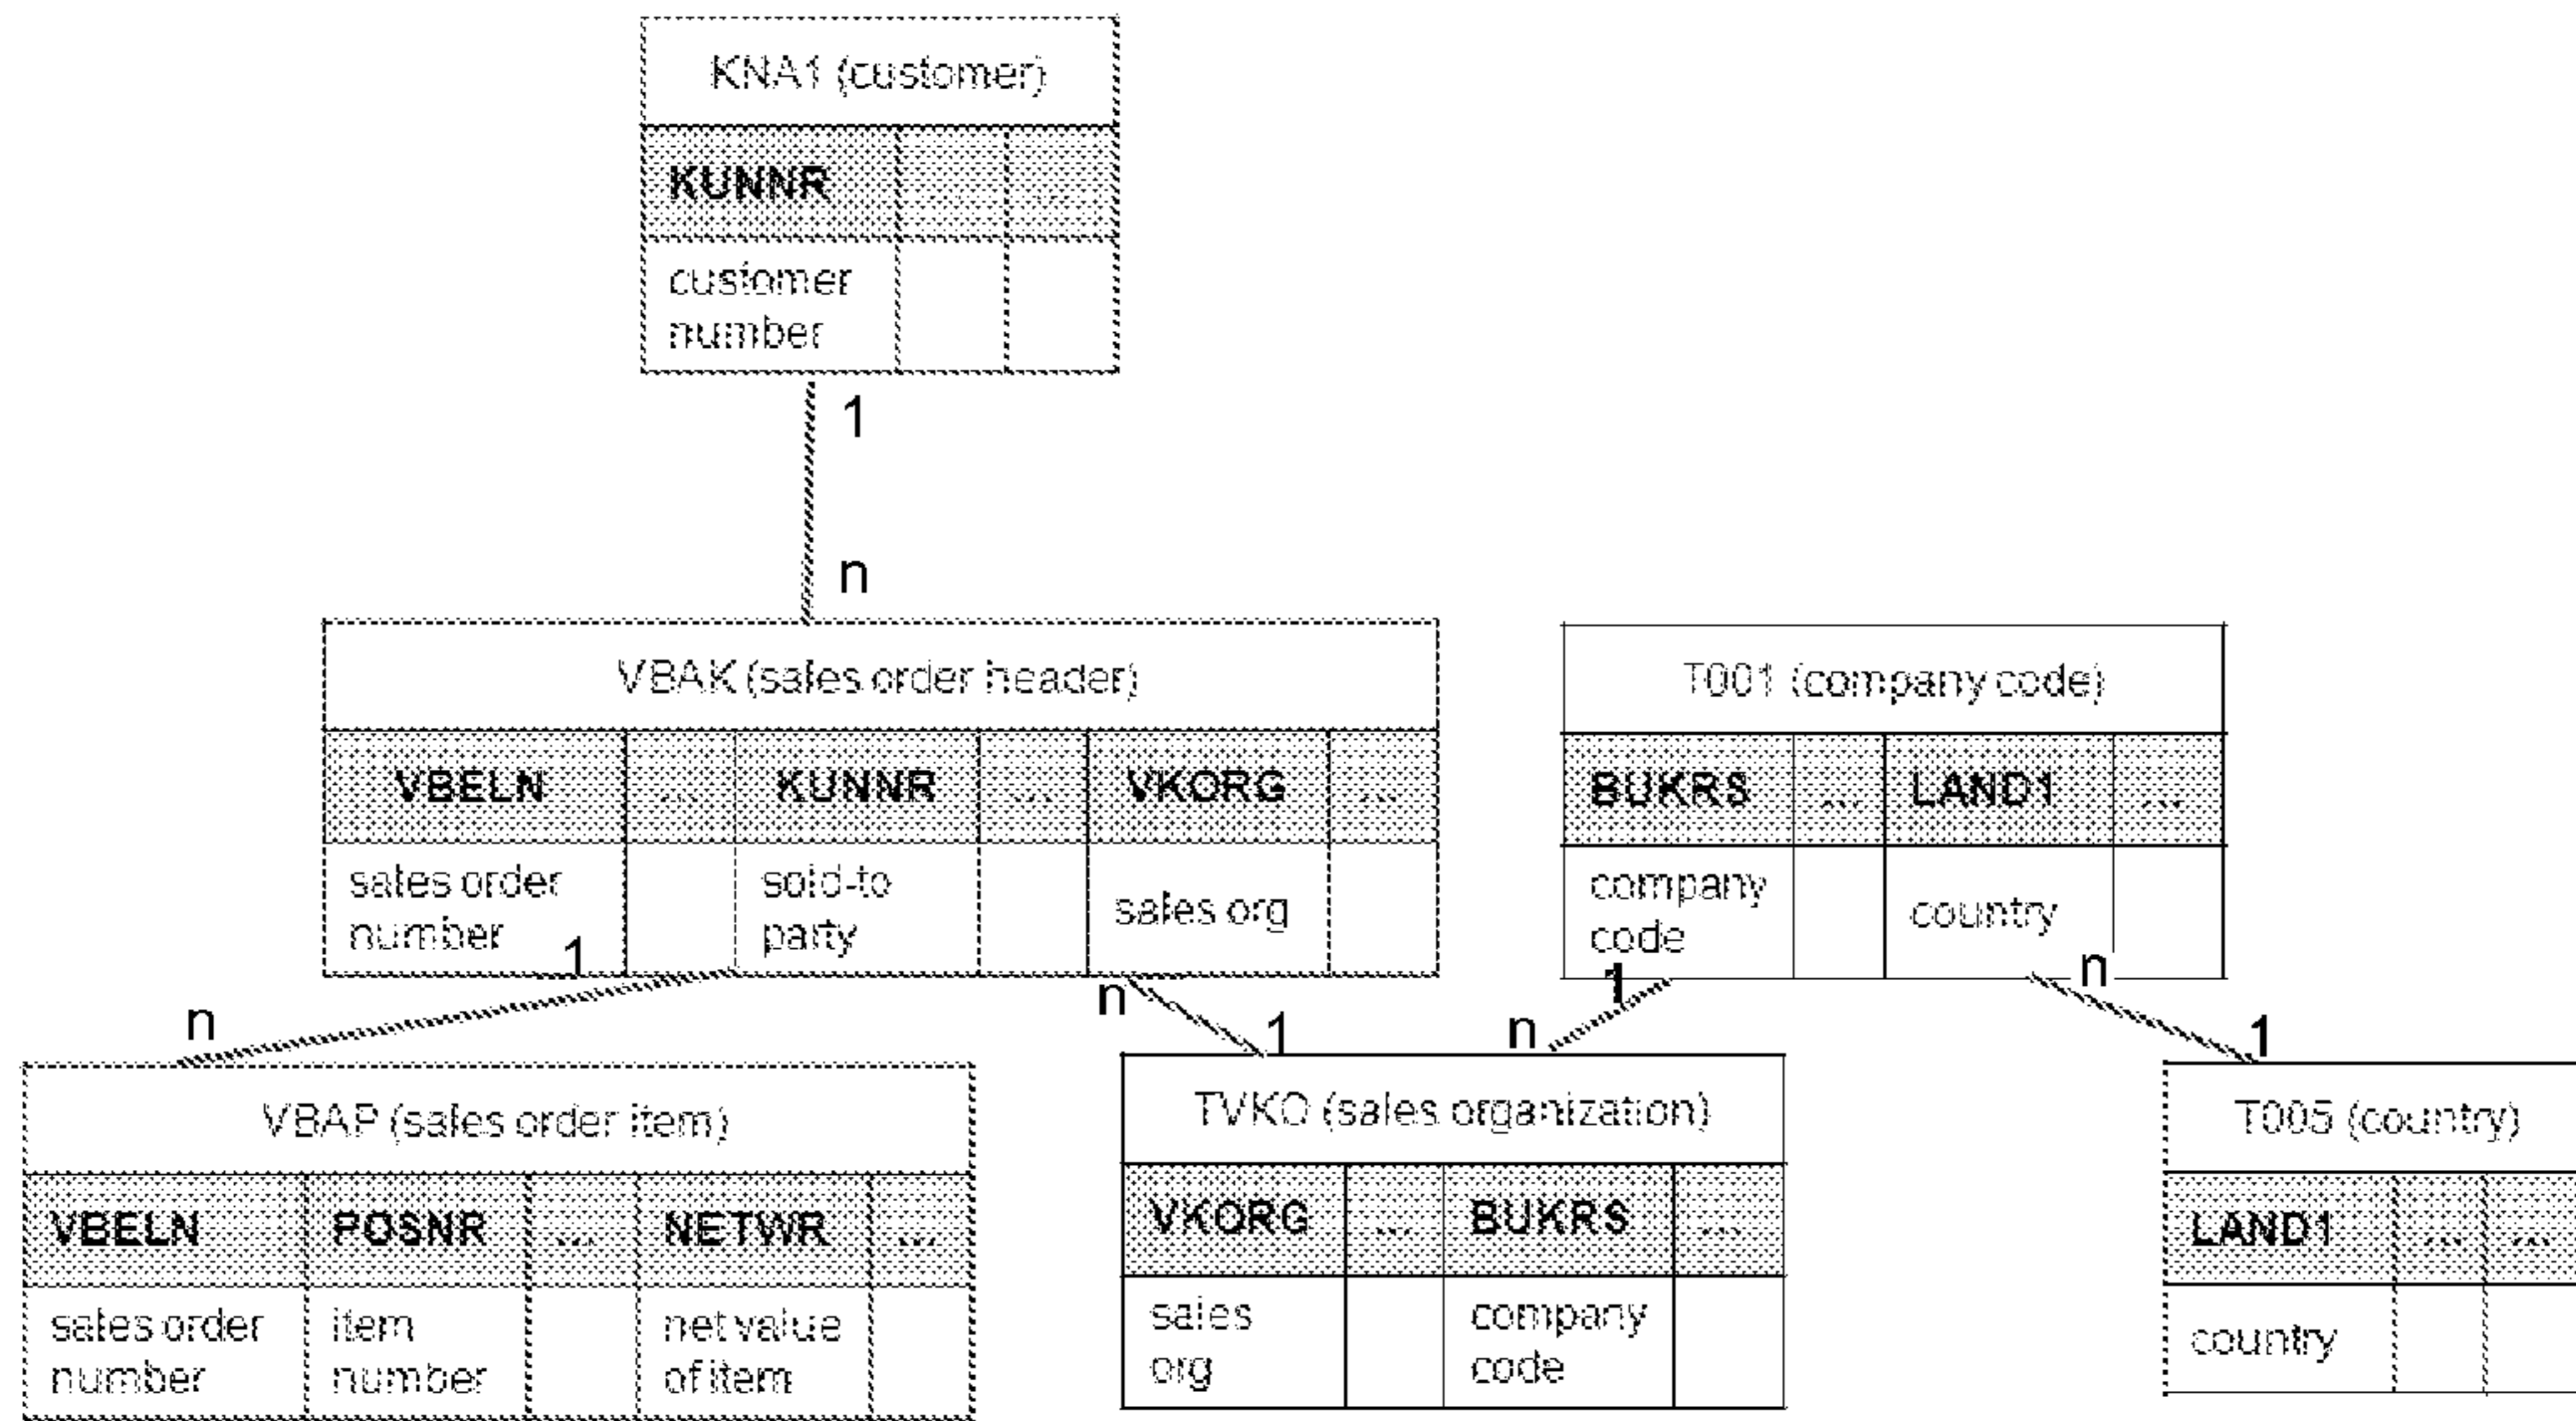 KNA1 (customer)
KUNNR
customer
number
1
n
VBAK (sales order header)
VBELN ... KUNNR ... VKORG ...
sales order
number
sold-to
party
sales org
1
n
n
1
T001 (company code)
BUKRS ... LAND1 ...
company
code
country
1
n
n
1
VBAP (sales order item)
VBELN POSNR ... NETWR ...
sales order
number
item
number
net value
of item
TVKO (sales organization)
VKORG ... BUKRS ...
sales
org
company
code
T005 (country)
LAND1 ... ...
country